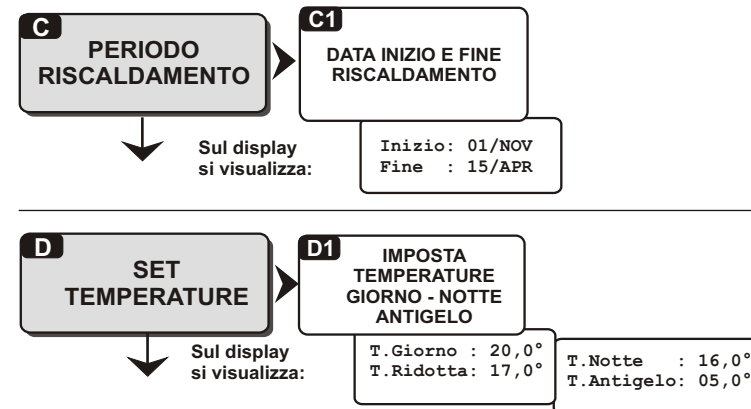 C
PERIODO
RISCALDAMENTO
C1
DATA INIZIO E FINE
RISCALDAMENTO
Sul display
si visualizza:
Inizio: 01/NOV
Fine : 15/APR
D
SET
TEMPERATURE
D1
IMPOSTA
TEMPERATURE
GIORNO - NOTTE
ANTIGELO
Sul display
si visualizza:
T.Giorno : 20,0°
T.Ridotta: 17,0°
T.Notte : 16,0°
T.Antigelo: 05,0°